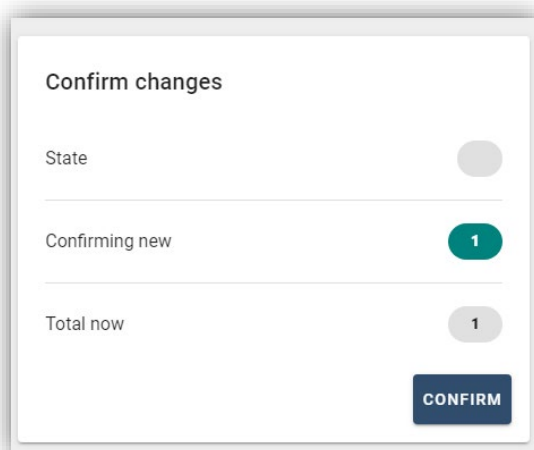 Confirm changes
State
Confirming new 1
Total now 1
CONFIRM